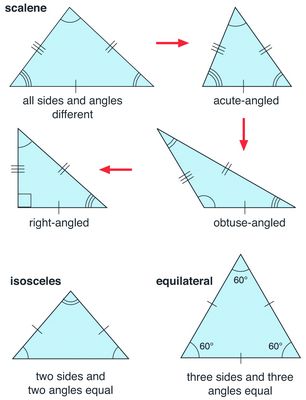 scalene
all sides and angles
different
acute-angled
right-angled
obtuse-angled
isosceles
two sides and
two angles equal
equilateral
60°
60°
60°
three sides and three
angles equal